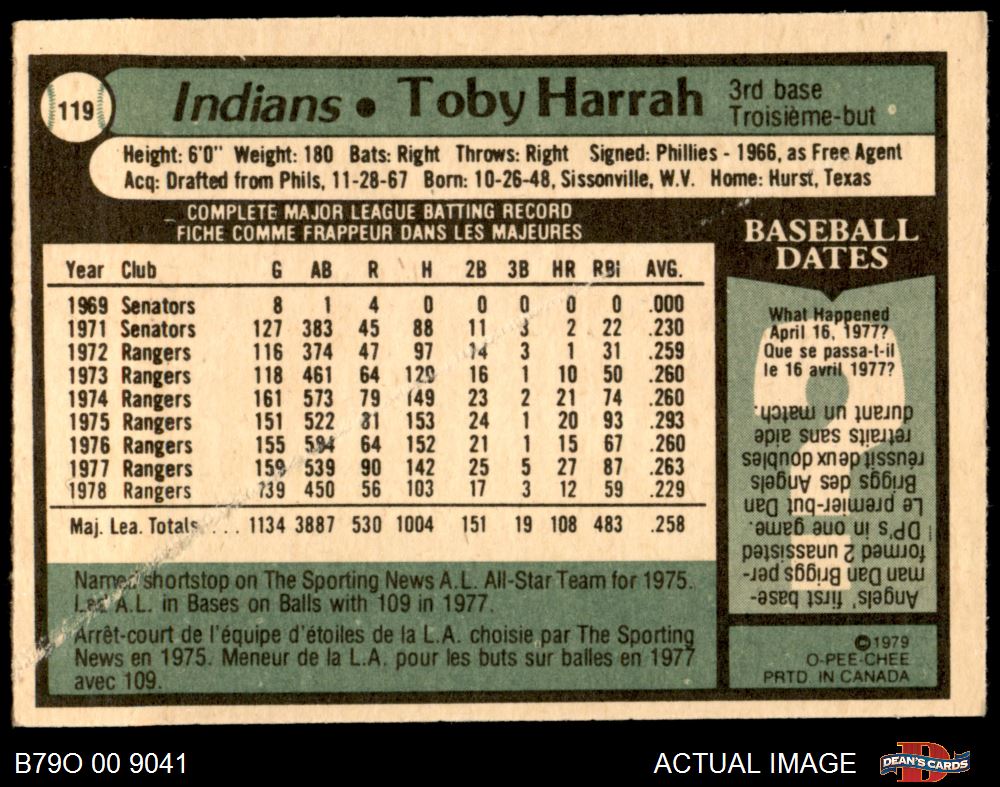 119
Indians • Toby Harrah
3rd base
Troisième-but
Height: 6'0" Weight: 180 Bats: Right Throws: Right Signed: Phillies - 1966, as Free Agent
Acq: Drafted from Phils, 11-28-67 Born: 10-26-48, Sissonville, W.V. Home: Hurst, Texas
COMPLETE MAJOR LEAGUE BATTING RECORD
FICHE COMME FRAPPEUR DANS LES MAJEURES
Year Club G AB R H 2B 3B HR RBI AVG.
1969 Senators 8 1 4 0 0 0 0 0 .000
1971 Senators 127 383 45 88 11 3 2 22 .230
1972 Rangers 116 374 47 97 14 3 1 31 .259
1973 Rangers 118 461 64 120 16 1 10 50 .260
1974 Rangers 161 573 79 149 23 2 21 74 .260
1975 Rangers 151 522 81 153 24 1 20 93 .293
1976 Rangers 155 584 64 152 21 1 15 67 .260
1977 Rangers 159 539 90 142 25 5 27 87 .263
1978 Rangers 139 450 56 103 17 3 12 59 .229
Maj. Lea. Totals . . . 1134 3887 530 1004 151 19 108 483 .258
Named shortstop on The Sporting News A.L. All-Star Team for 1975.
Led A.L. in Bases on Balls with 109 in 1977.
Arrêt-court de l'équipe d'étoiles de la L.A. choisie par The Sporting
News en 1975. Meneur de la L.A. pour les buts sur balles en 1977
avec 109.
BASEBALL
DATES
What Happened
April 16, 1977?
Que se passa-t-il
le 16 avril 1977?
Angels' first base-
man Dan Briggs per-
formed 2 unassisted
DP's in one game.
Le premier-but Dan
Briggs des Angels
réussit deux doubles
retraits sans aide
durant un match.
©1979
O-PEE-CHEE
PRTD. IN CANADA
B79O 00 9041
ACTUAL IMAGE
D
DEAN'S CARDS